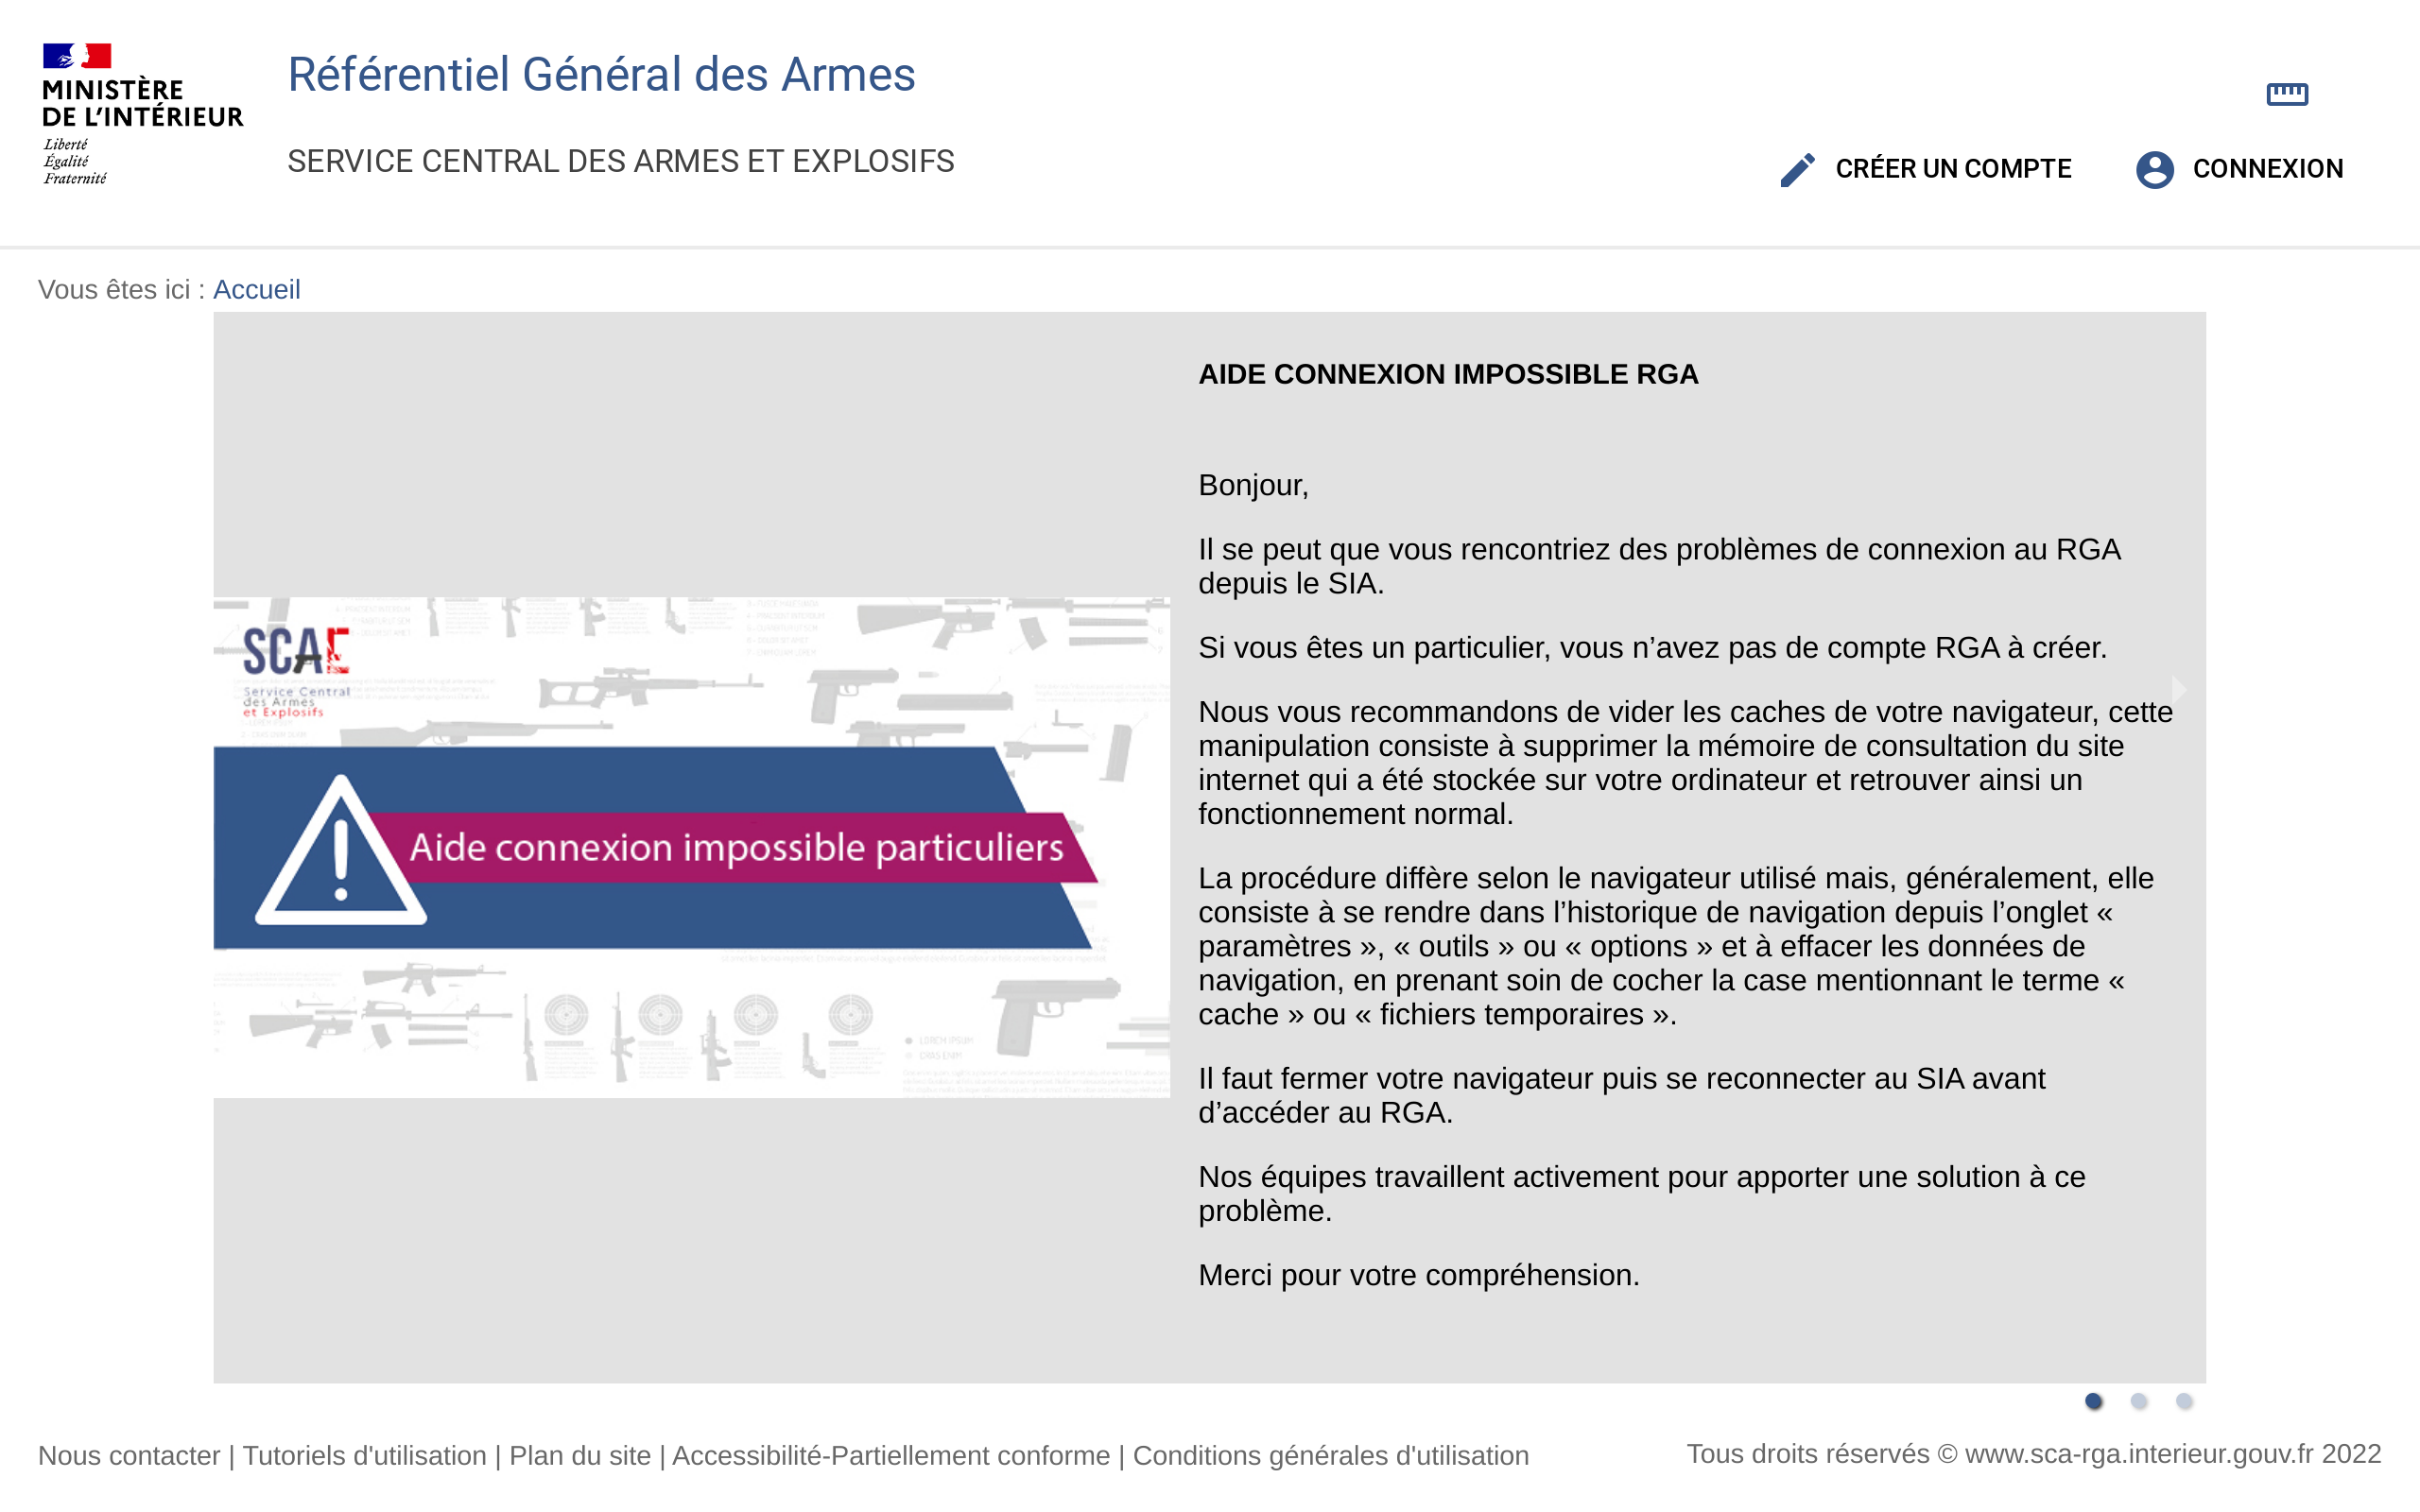 MINISTÈRE
DE L'INTÉRIEUR
Liberté
Égalité
Fraternité
Référentiel Général des Armes
SERVICE CENTRAL DES ARMES ET EXPLOSIFS
CRÉER UN COMPTE
CONNEXION
Vous êtes ici : Accueil
SCAE
Service Central
des Armes
et Explosifs
Aide connexion impossible particuliers
LOREM IPSUM
CRAS ENIM
AIDE CONNEXION IMPOSSIBLE RGA
Bonjour,
Il se peut que vous rencontriez des problèmes de connexion au RGA
depuis le SIA.
Si vous êtes un particulier, vous n’avez pas de compte RGA à créer.
Nous vous recommandons de vider les caches de votre navigateur, cette
manipulation consiste à supprimer la mémoire de consultation du site
internet qui a été stockée sur votre ordinateur et retrouver ainsi un
fonctionnement normal.
La procédure diffère selon le navigateur utilisé mais, généralement, elle
consiste à se rendre dans l’historique de navigation depuis l’onglet «
paramètres », « outils » ou « options » et à effacer les données de
navigation, en prenant soin de cocher la case mentionnant le terme «
cache » ou « fichiers temporaires ».
Il faut fermer votre navigateur puis se reconnecter au SIA avant
d’accéder au RGA.
Nos équipes travaillent activement pour apporter une solution à ce
problème.
Merci pour votre compréhension.
Nous contacter | Tutoriels d'utilisation | Plan du site | Accessibilité-Partiellement conforme | Conditions générales d'utilisation
Tous droits réservés © www.sca-rga.interieur.gouv.fr 2022